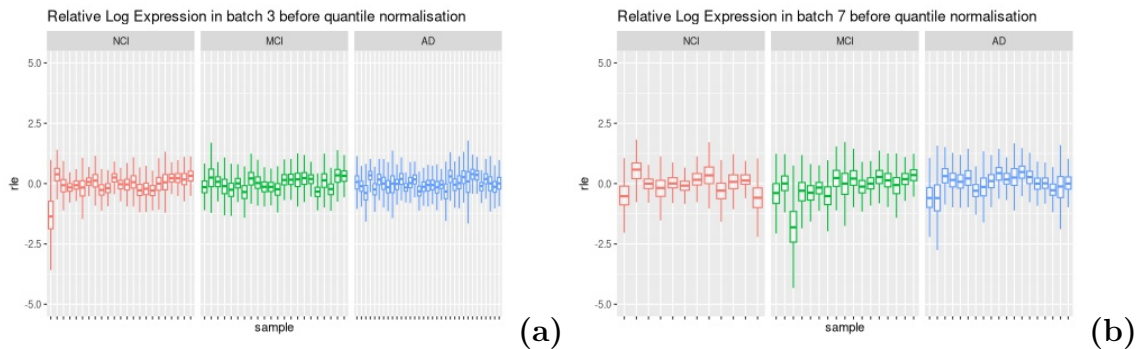 Relative Log Expression in batch 3 before quantile normalisation
NCI
MCI
AD
5.0
2.5
0.0
-2.5
-5.0
rle
sample
(a)
Relative Log Expression in batch 7 before quantile normalisation
NCI
MCI
AD
5.0
2.5
0.0
-2.5
-5.0
rle
sample
(b)